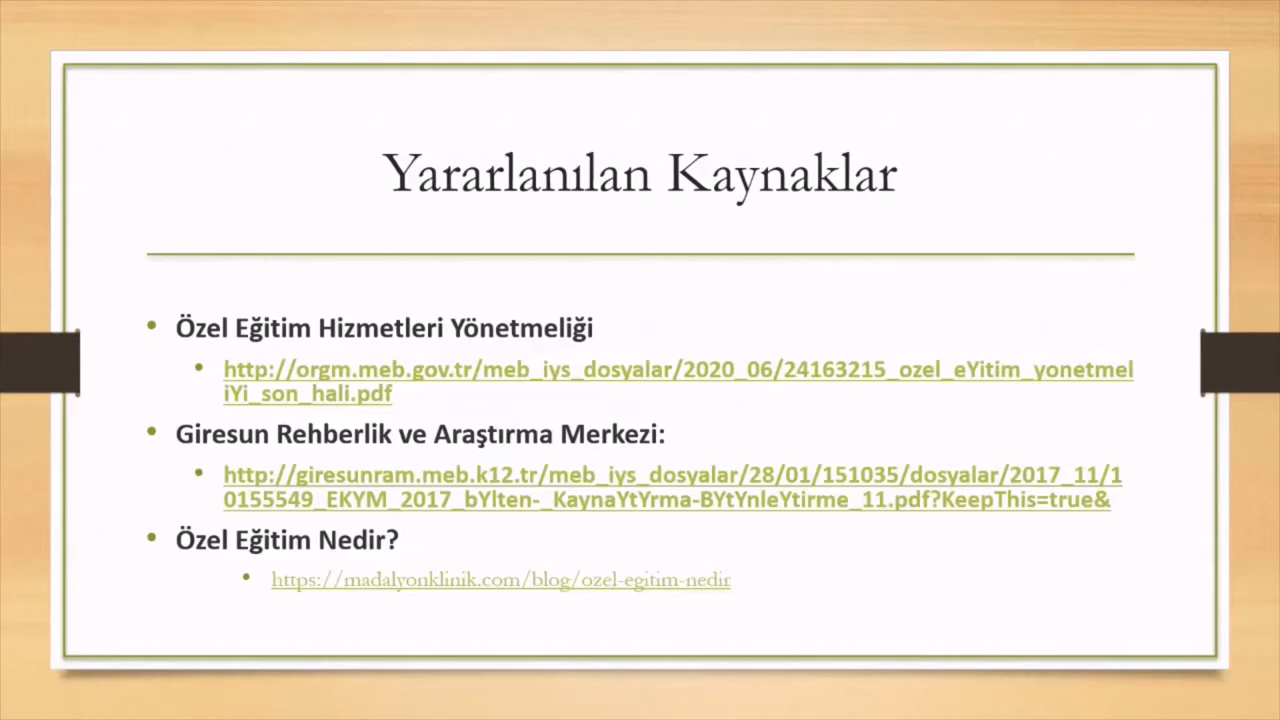 Yararlanılan Kaynaklar
• Özel Eğitim Hizmetleri Yönetmeliği
• http://orgm.meb.gov.tr/meb_iys_dosyalar/2020_06/24163215_ozel_eYitim_yonetmel
iYi_son_hali.pdf
• Giresun Rehberlik ve Araştırma Merkezi:
• http://giresunram.meb.k12.tr/meb_iys_dosyalar/28/01/151035/dosyalar/2017_11/1
0155549_EKYM_2017_bYlten-_KaynaYtYrma-BYtYnleYtirme_11.pdf?KeepThis=true&
• Özel Eğitim Nedir?
• https://madalyonklinik.com/blog/ozel-egitim-nedir